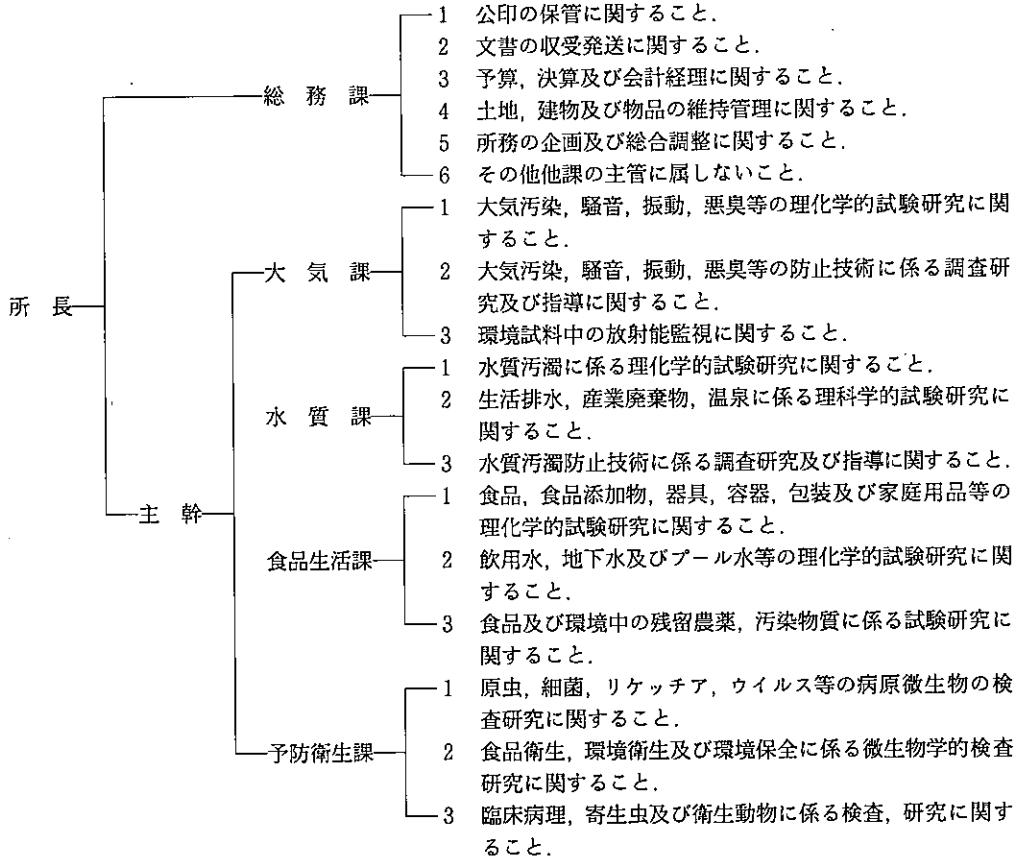 所長
総務課
1 公印の保管に関すること．
2 文書の収受発送に関すること．
3 予算，決算及び会計経理に関すること．
4 土地，建物及び物品の維持管理に関すること．
5 所務の企画及び総合調整に関すること．
6 その他他課の主管に属しないこと．
主幹
大気課
1 大気汚染，騒音，振動，悪臭等の理化学的試験研究に関
すること．
2 大気汚染，騒音，振動，悪臭等の防止技術に係る調査研
究及び指導に関すること．
3 環境試料中の放射能監視に関すること．
水質課
1 水質汚濁に係る理化学的試験研究に関すること．
2 生活排水，産業廃棄物，温泉に係る理科学的試験研究に
関すること．
3 水質汚濁防止技術に係る調査研究及び指導に関すること．
食品生活課
1 食品，食品添加物，器具，容器，包装及び家庭用品等の
理化学的試験研究に関すること．
2 飲用水，地下水及びプール水等の理化学的試験研究に関
すること．
3 食品及び環境中の残留農薬，汚染物質に係る試験研究に
関すること．
予防衛生課
1 原虫，細菌，リケッチア，ウイルス等の病原微生物の検
査研究に関すること．
2 食品衛生，環境衛生及び環境保全に係る微生物学的検査
研究に関すること．
3 臨床病理，寄生虫及び衛生動物に係る検査，研究に関す
ること．